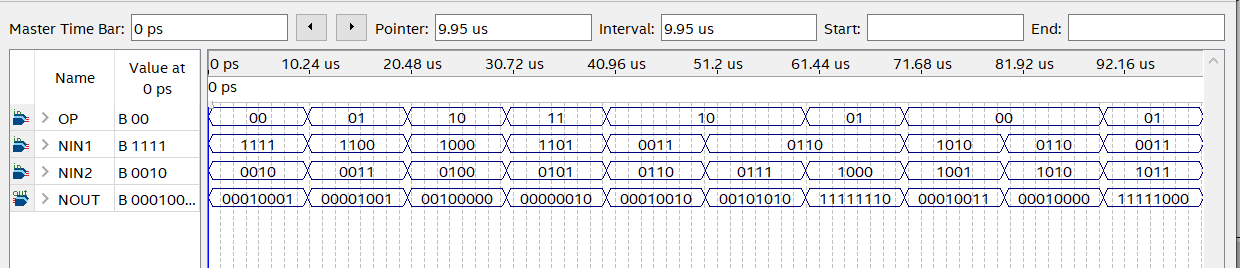 Master Time Bar: 0 ps Pointer: 9.95 us Interval: 9.95 us Start: End:
Name Value at 0 ps 0 ps 10.24 us 20.48 us 30.72 us 40.96 us 51.2 us 61.44 us 71.68 us 81.92 us 92.16 us
0 ps
in OP B 00 00 01 10 11 10 01 00 01
in NIN1 B 1111 1111 1100 1000 1101 0011 0110 1010 0110 0011
in NIN2 B 0010 0010 0011 0100 0101 0110 0111 1000 1001 1010 1011
out NOUT B 000100... 00010001 00001001 00100000 00000010 00010010 00101010 11111110 00010011 00010000 11111000